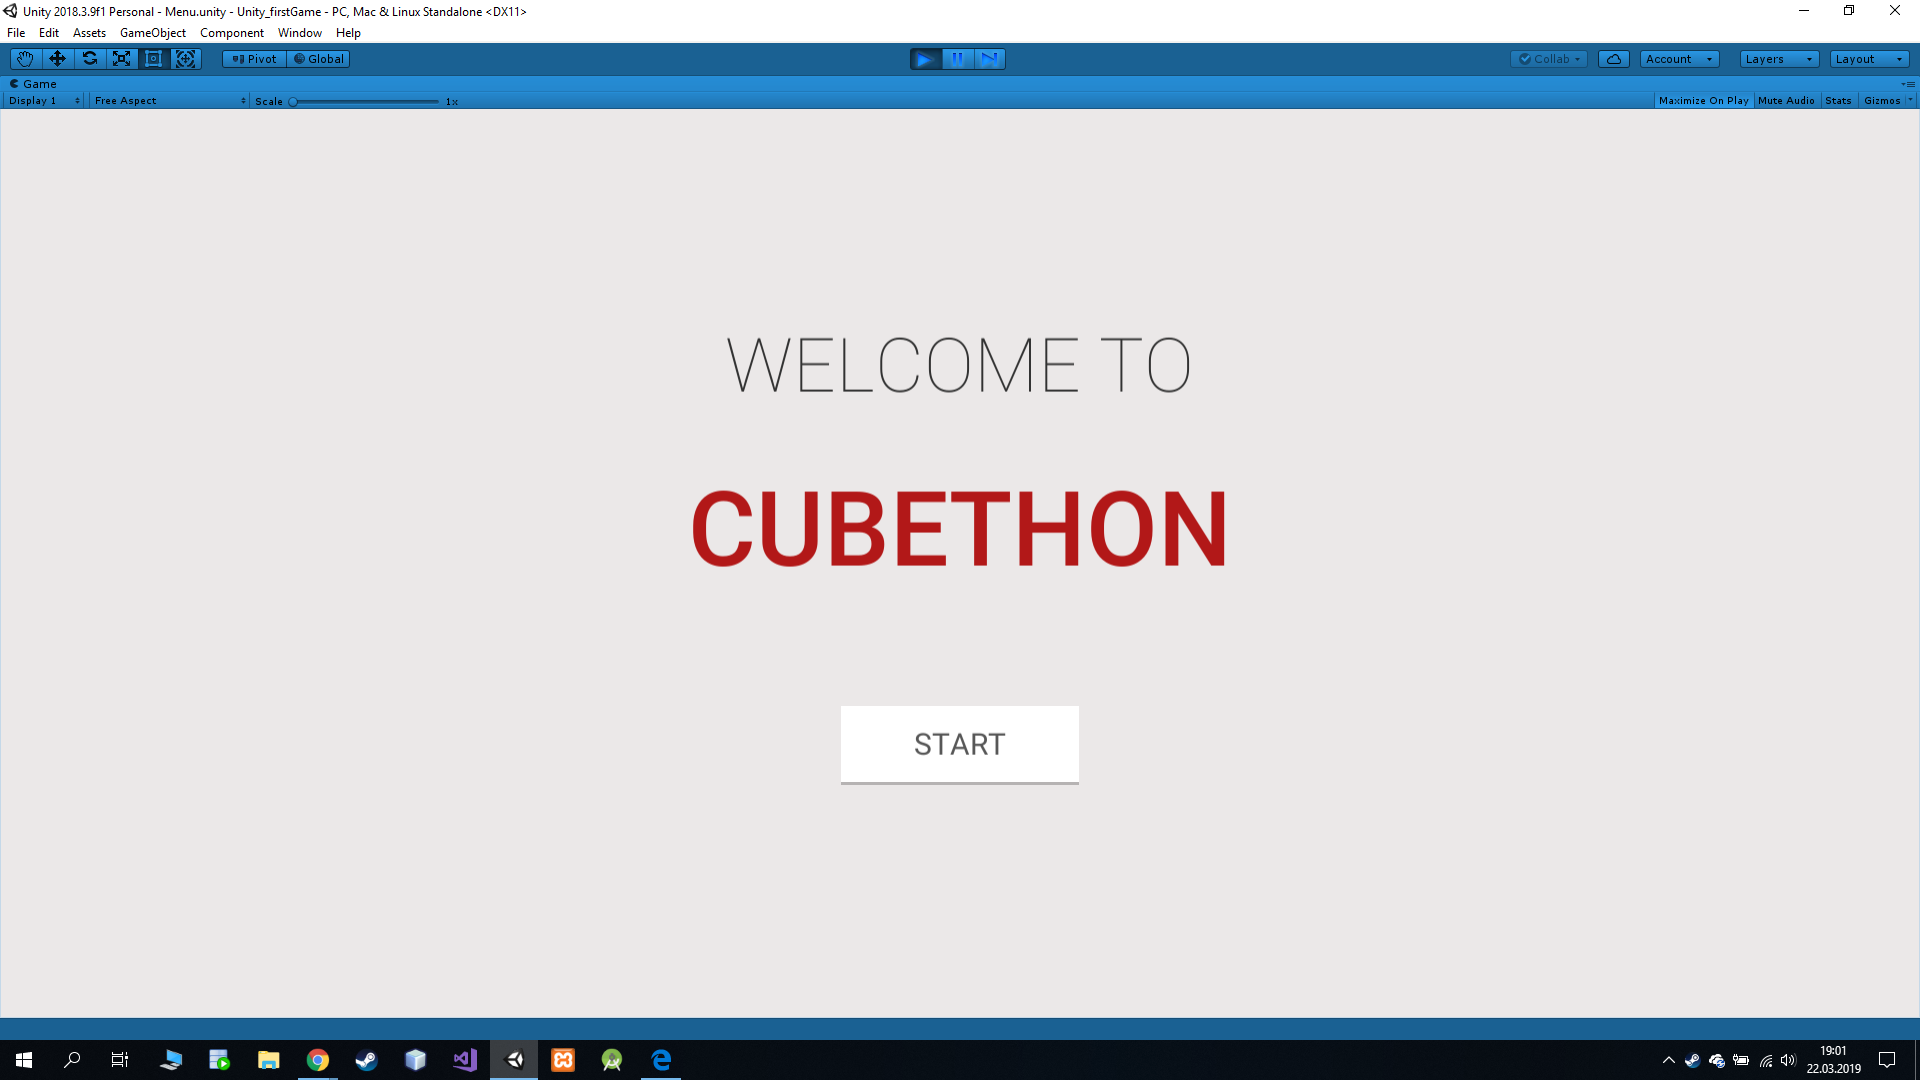 Unity 2018.3.9f1 Personal - Menu.unity - Unity_firstGame - PC, Mac & Linux Standalone <DX11>
File Edit Assets GameObject Component Window Help
Pivot Global Collab Account Layers Layout
Game
Display 1 Free Aspect Scale 1x Maximize On Play Mute Audio Stats Gizmos
WELCOME TO
CUBETHON
START
19:01
22.03.2019